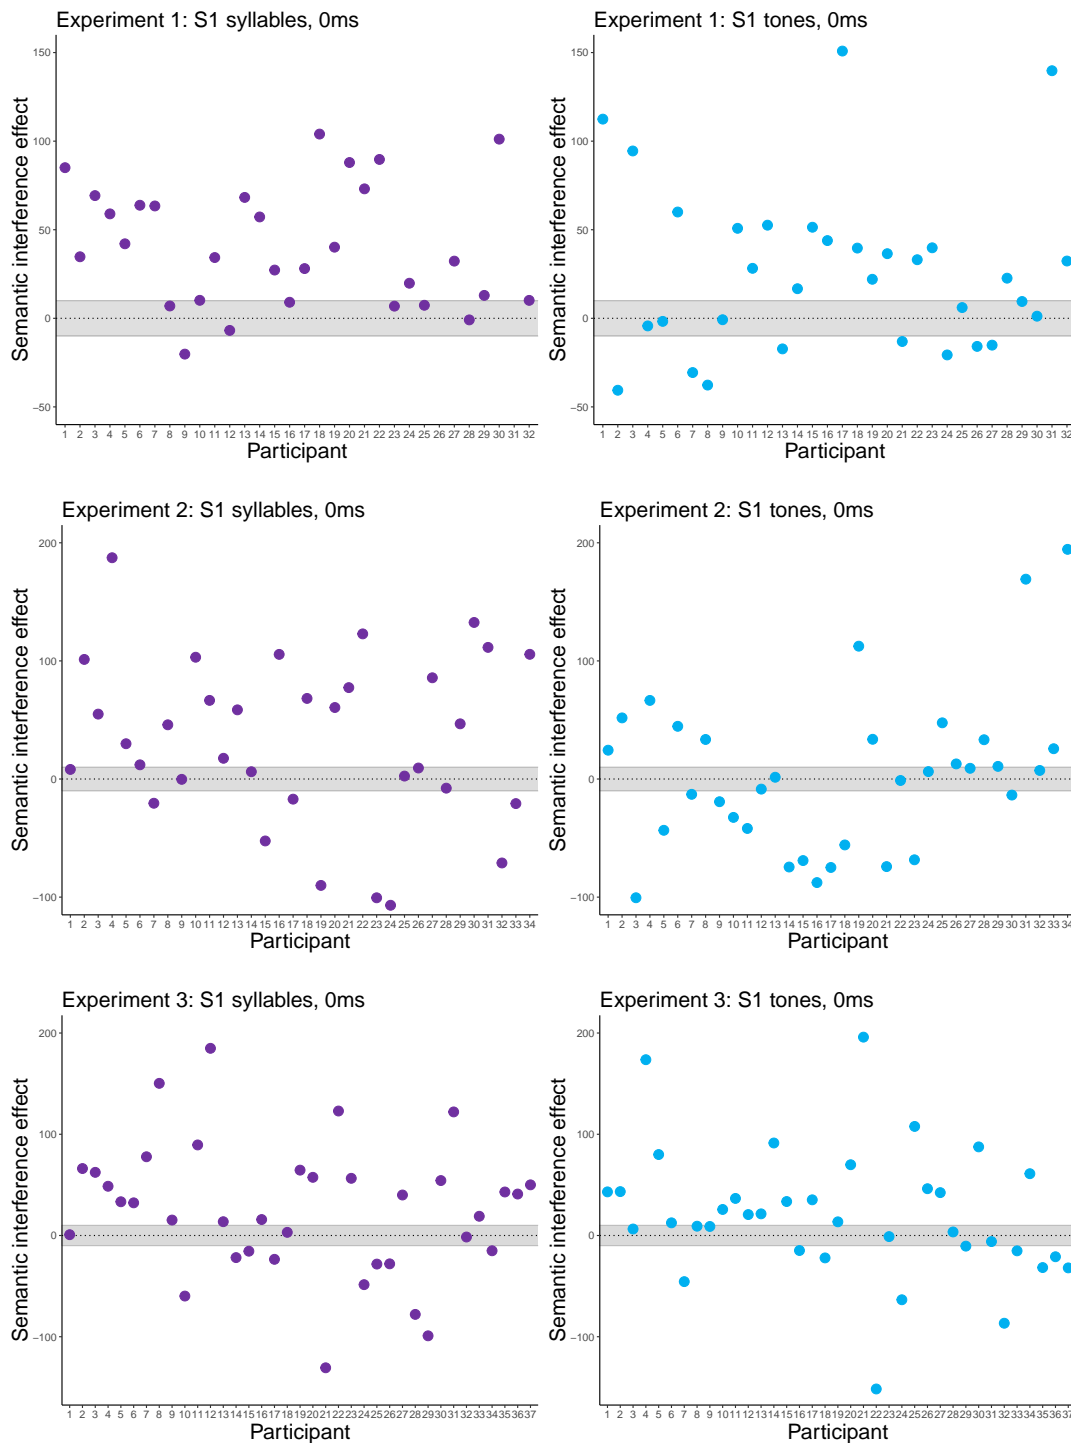 Experiment 1: S1 syllables, 0ms
Semantic interference effect
150
100
50
0
−50
1 2 3 4 5 6 7 8 9 10 11 12 13 14 15 16 17 18 19 20 21 22 23 24 25 26 27 28 29 30 31 32
Participant
Experiment 1: S1 tones, 0ms
Semantic interference effect
150
100
50
0
−50
1 2 3 4 5 6 7 8 9 10 11 12 13 14 15 16 17 18 19 20 21 22 23 24 25 26 27 28 29 30 31 32
Participant
Experiment 2: S1 syllables, 0ms
Semantic interference effect
200
100
0
−100
1 2 3 4 5 6 7 8 9 10 11 12 13 14 15 16 17 18 19 20 21 22 23 24 25 26 27 28 29 30 31 32 33 34
Participant
Experiment 2: S1 tones, 0ms
Semantic interference effect
200
100
0
−100
1 2 3 4 5 6 7 8 9 10 11 12 13 14 15 16 17 18 19 20 21 22 23 24 25 26 27 28 29 30 31 32 33 34
Participant
Experiment 3: S1 syllables, 0ms
Semantic interference effect
200
100
0
−100
1 2 3 4 5 6 7 8 9 10 11 12 13 14 15 16 17 18 19 20 21 22 23 24 25 26 27 28 29 30 31 32 33 34 35 36 37
Participant
Experiment 3: S1 tones, 0ms
Semantic interference effect
200
100
0
−100
1 2 3 4 5 6 7 8 9 10 11 12 13 14 15 16 17 18 19 20 21 22 23 24 25 26 27 28 29 30 31 32 33 34 35 36 37
Participant